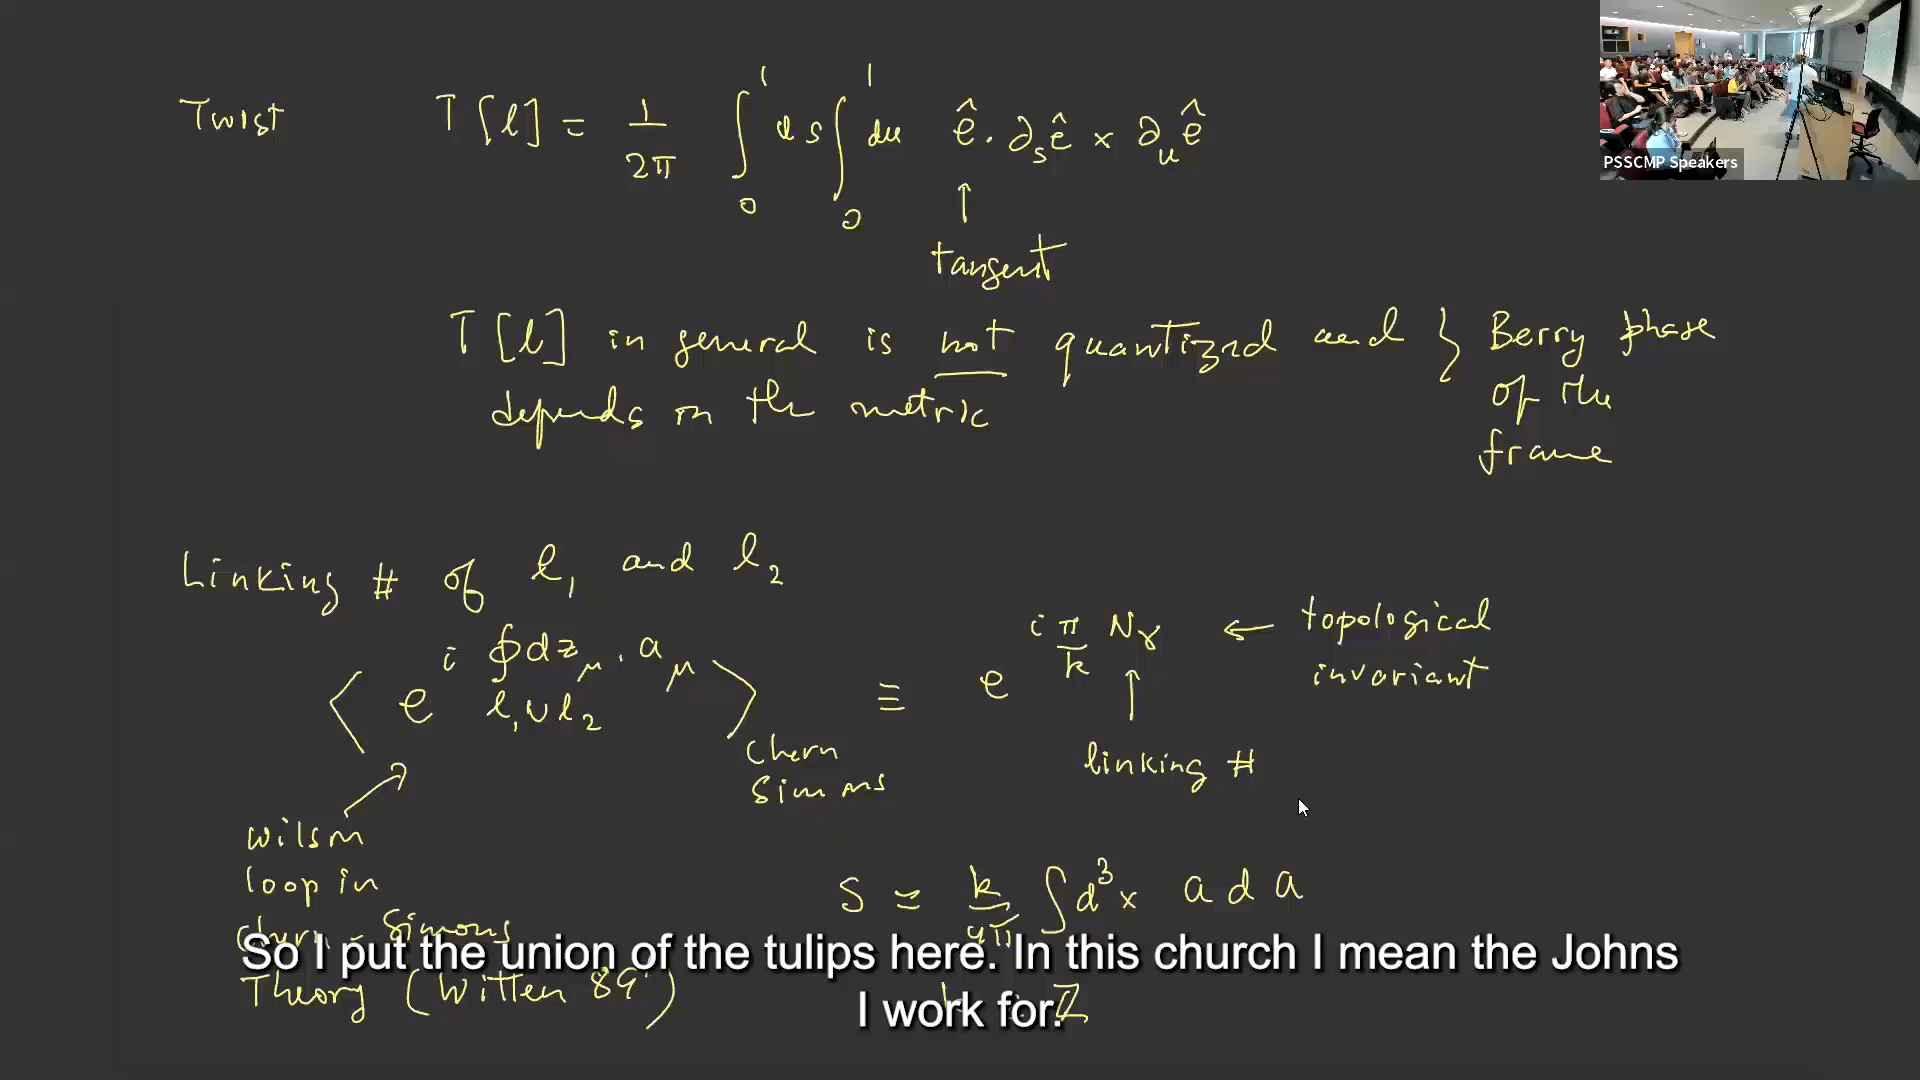 Twist T[l] = 1/2π ∫₀¹ ds ∫₀¹ du ê · ∂ₛê × ∂ᵤê
↑
tangent
T[l] in general is not quantized and } Berry phase
depends on the metric of the
frame
Linking # of l₁ and l₂
⟨ e^{i ∮_{l₁∪l₂} dz_μ · a_μ} ⟩ Chern Simons ≡ e^{i π/k N_γ} ← topological
invariant
↑
linking #
Wilson
loop in
Chern-Simons
Theory (Witten 89')
S = k/4π ∫ d³x a d a
ℤ
PSSCMP Speakers
So I put the union of the tulips here. In this church I mean the Johns
I work for.